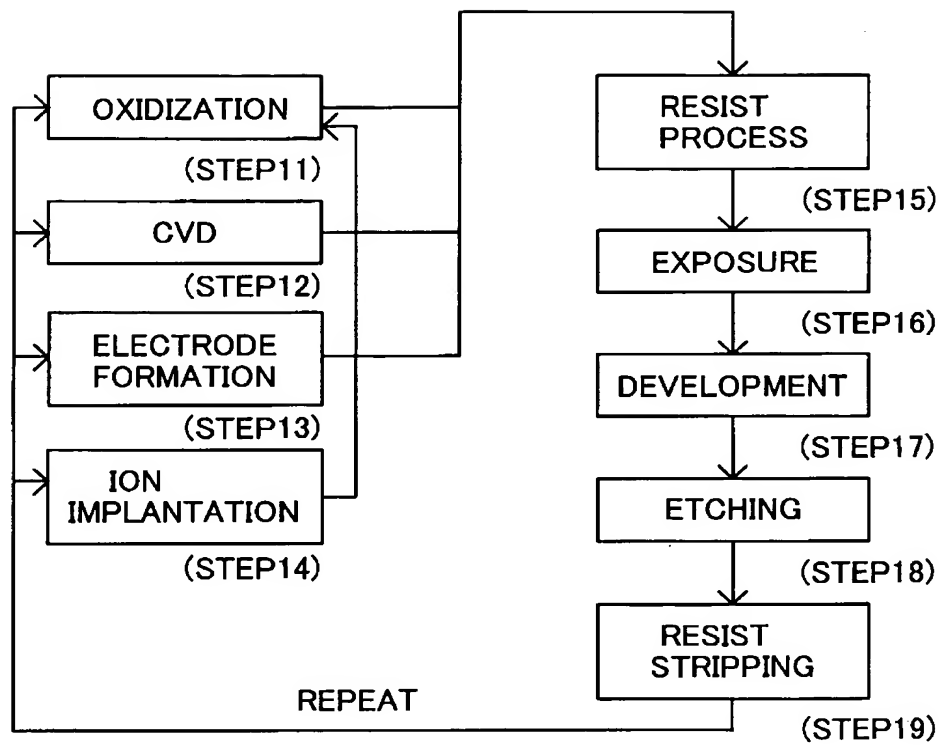 OXIDIZATION
(STEP11)
CVD
(STEP12)
ELECTRODE
FORMATION
(STEP13)
ION
IMPLANTATION
(STEP14)
RESIST
PROCESS
(STEP15)
EXPOSURE
(STEP16)
DEVELOPMENT
(STEP17)
ETCHING
(STEP18)
RESIST
STRIPPING
(STEP19)
REPEAT